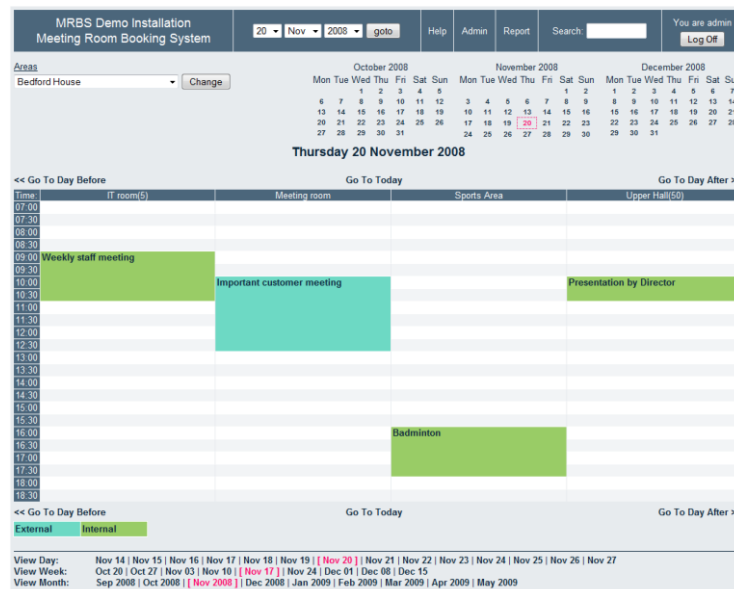 MRBS Demo Installation
Meeting Room Booking System
20 Nov 2008 goto
Help
Admin
Report
Search:
You are admin
Log Off
Areas
Bedford House
Change
October 2008
Mon Tue Wed Thu Fri Sat Sun
1 2 3 4 5
6 7 8 9 10 11 12
13 14 15 16 17 18 19
20 21 22 23 24 25 26
27 28 29 30 31
November 2008
Mon Tue Wed Thu Fri Sat Sun
1 2
3 4 5 6 7 8 9
10 11 12 13 14 15 16
17 18 19 20 21 22 23
24 25 26 27 28 29 30
December 2008
Mon Tue Wed Thu Fri Sat
1 2 3 4 5 6 7
8 9 10 11 12 13
15 16 17 18 19 20
22 23 24 25 26 27
29 30 31
Thursday 20 November 2008
<< Go To Day Before Go To Today Go To Day After >
Time: IT room(5) Meeting room Sports Area Upper Hall(50)
07:00
07:30
08:00
08:30
09:00 Weekly staff meeting
09:30
10:00 Important customer meeting Presentation by Director
10:30
11:00
11:30
12:00
12:30
13:00
13:30
14:00
14:30
15:00
15:30
16:00 Badminton
16:30
17:00
17:30
18:00
18:30
<< Go To Day Before Go To Today Go To Day After >
External Internal
View Day: Nov 14 | Nov 15 | Nov 16 | Nov 17 | Nov 18 | Nov 19 | [ Nov 20 ] | Nov 21 | Nov 22 | Nov 23 | Nov 24 | Nov 25 | Nov 26 | Nov 27
View Week: Oct 20 | Oct 27 | Nov 03 | Nov 10 | [ Nov 17 ] | Nov 24 | Dec 01 | Dec 08 | Dec 15
View Month: Sep 2008 | Oct 2008 | [ Nov 2008 ] | Dec 2008 | Jan 2009 | Feb 2009 | Mar 2009 | Apr 2009 | May 2009